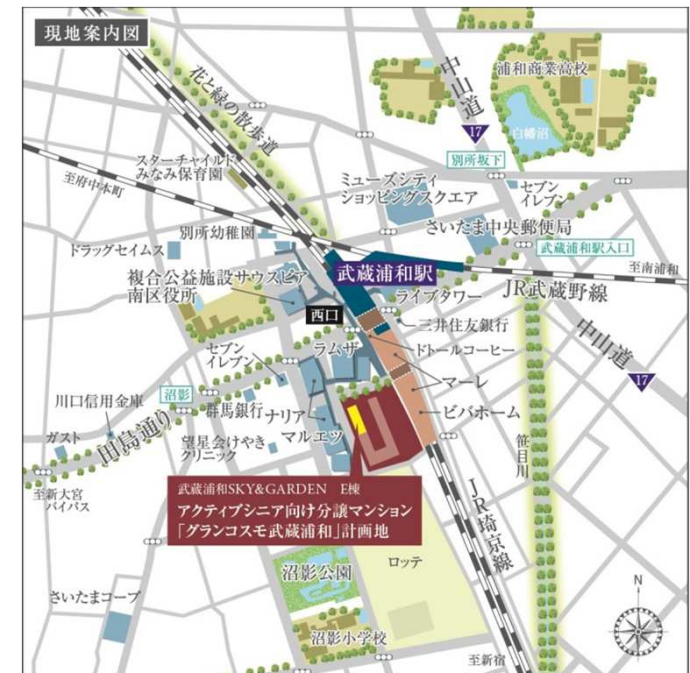 現地案内図
花と緑の散歩道
中山道
17
浦和商業高校
白幡沼
別所坂下
スターチャイルド
みなみ保育園
至府中本町
ミューズシティ
ショッピングスクエア
セブン
イレブン
さいたま中央郵便局
武蔵浦和駅入口
別所幼稚園
ドラッグセイムス
至南浦和
複合公益施設サウスピア
南区役所
武蔵浦和駅
ライブタワー
JR武蔵野線
西口
三井住友銀行
中山道
17
セブン
イレブン
ラムザ
ドトールコーヒー
マーレ
沼影
川口信用金庫
群馬銀行
ナリア
ビバホーム
田島通り
ガスト
望星会けやき
クリニック
マルエツ
笹目川
至新大宮
バイパス
武蔵浦和SKY&GARDEN E棟
アクティブシニア向け分譲マンション
「グランコスモ武蔵浦和」計画地
JR埼京線
沼影公園
ロッテ
さいたまコープ
沼影小学校
至新宿
N